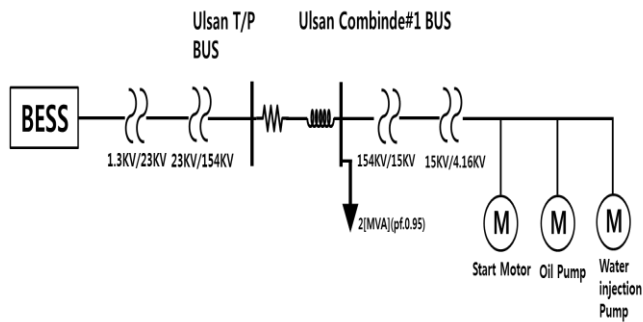 Ulsan T/P
BUS
Ulsan Combinde#1 BUS
BESS
1.3KV/23KV
23KV/154KV
154KV/15KV
15KV/4.16KV
2[MVA](pf.0.95)
M
M
M
Start Motor
Oil Pump
Water
injection
Pump